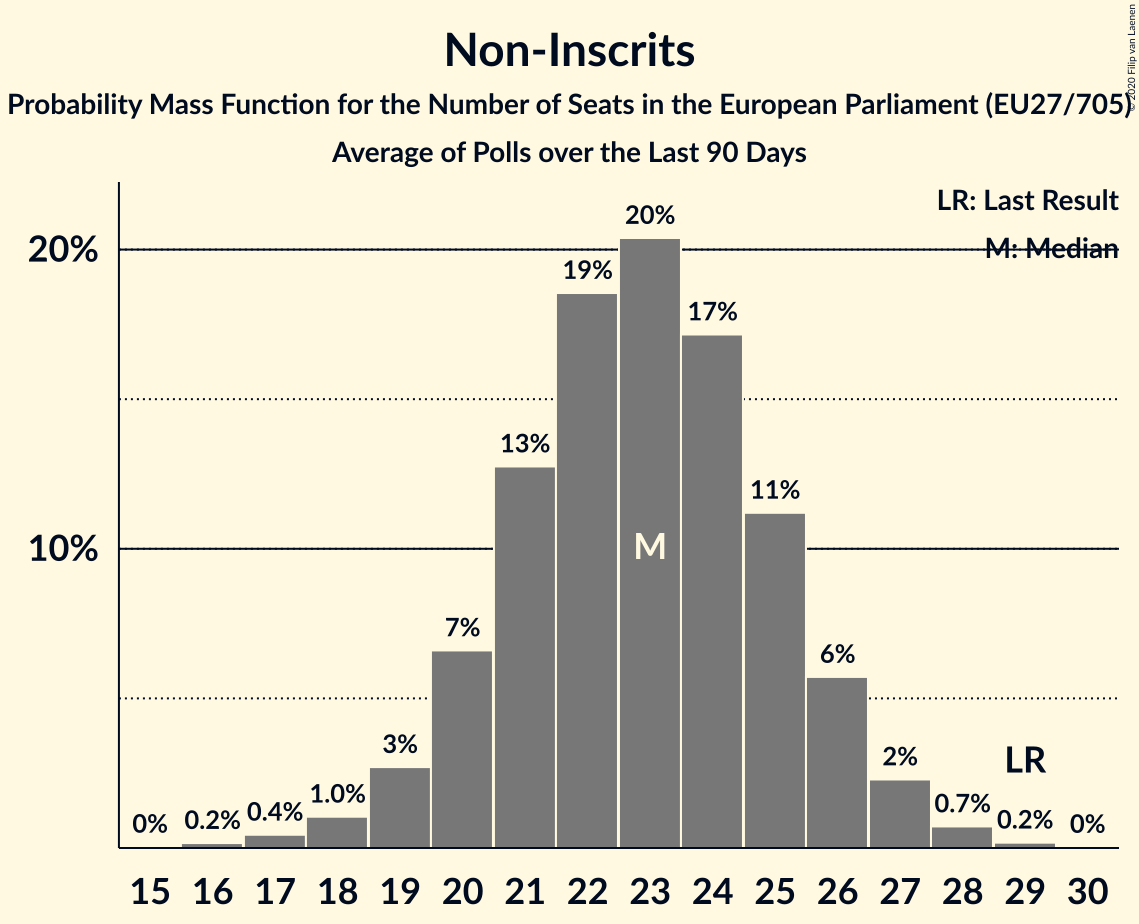 Non-Inscrits
Probability Mass Function for the Number of Seats in the European Parliament (EU27/705)
Average of Polls over the Last 90 Days
© 2020 Filip van Laenen
LR: Last Result
M: Median
20%
10%
0%
0.2%
0.4%
1.0%
3%
7%
13%
19%
20%
17%
11%
6%
2%
0.7%
0.2%
0%
M
LR
15 16 17 18 19 20 21 22 23 24 25 26 27 28 29 30